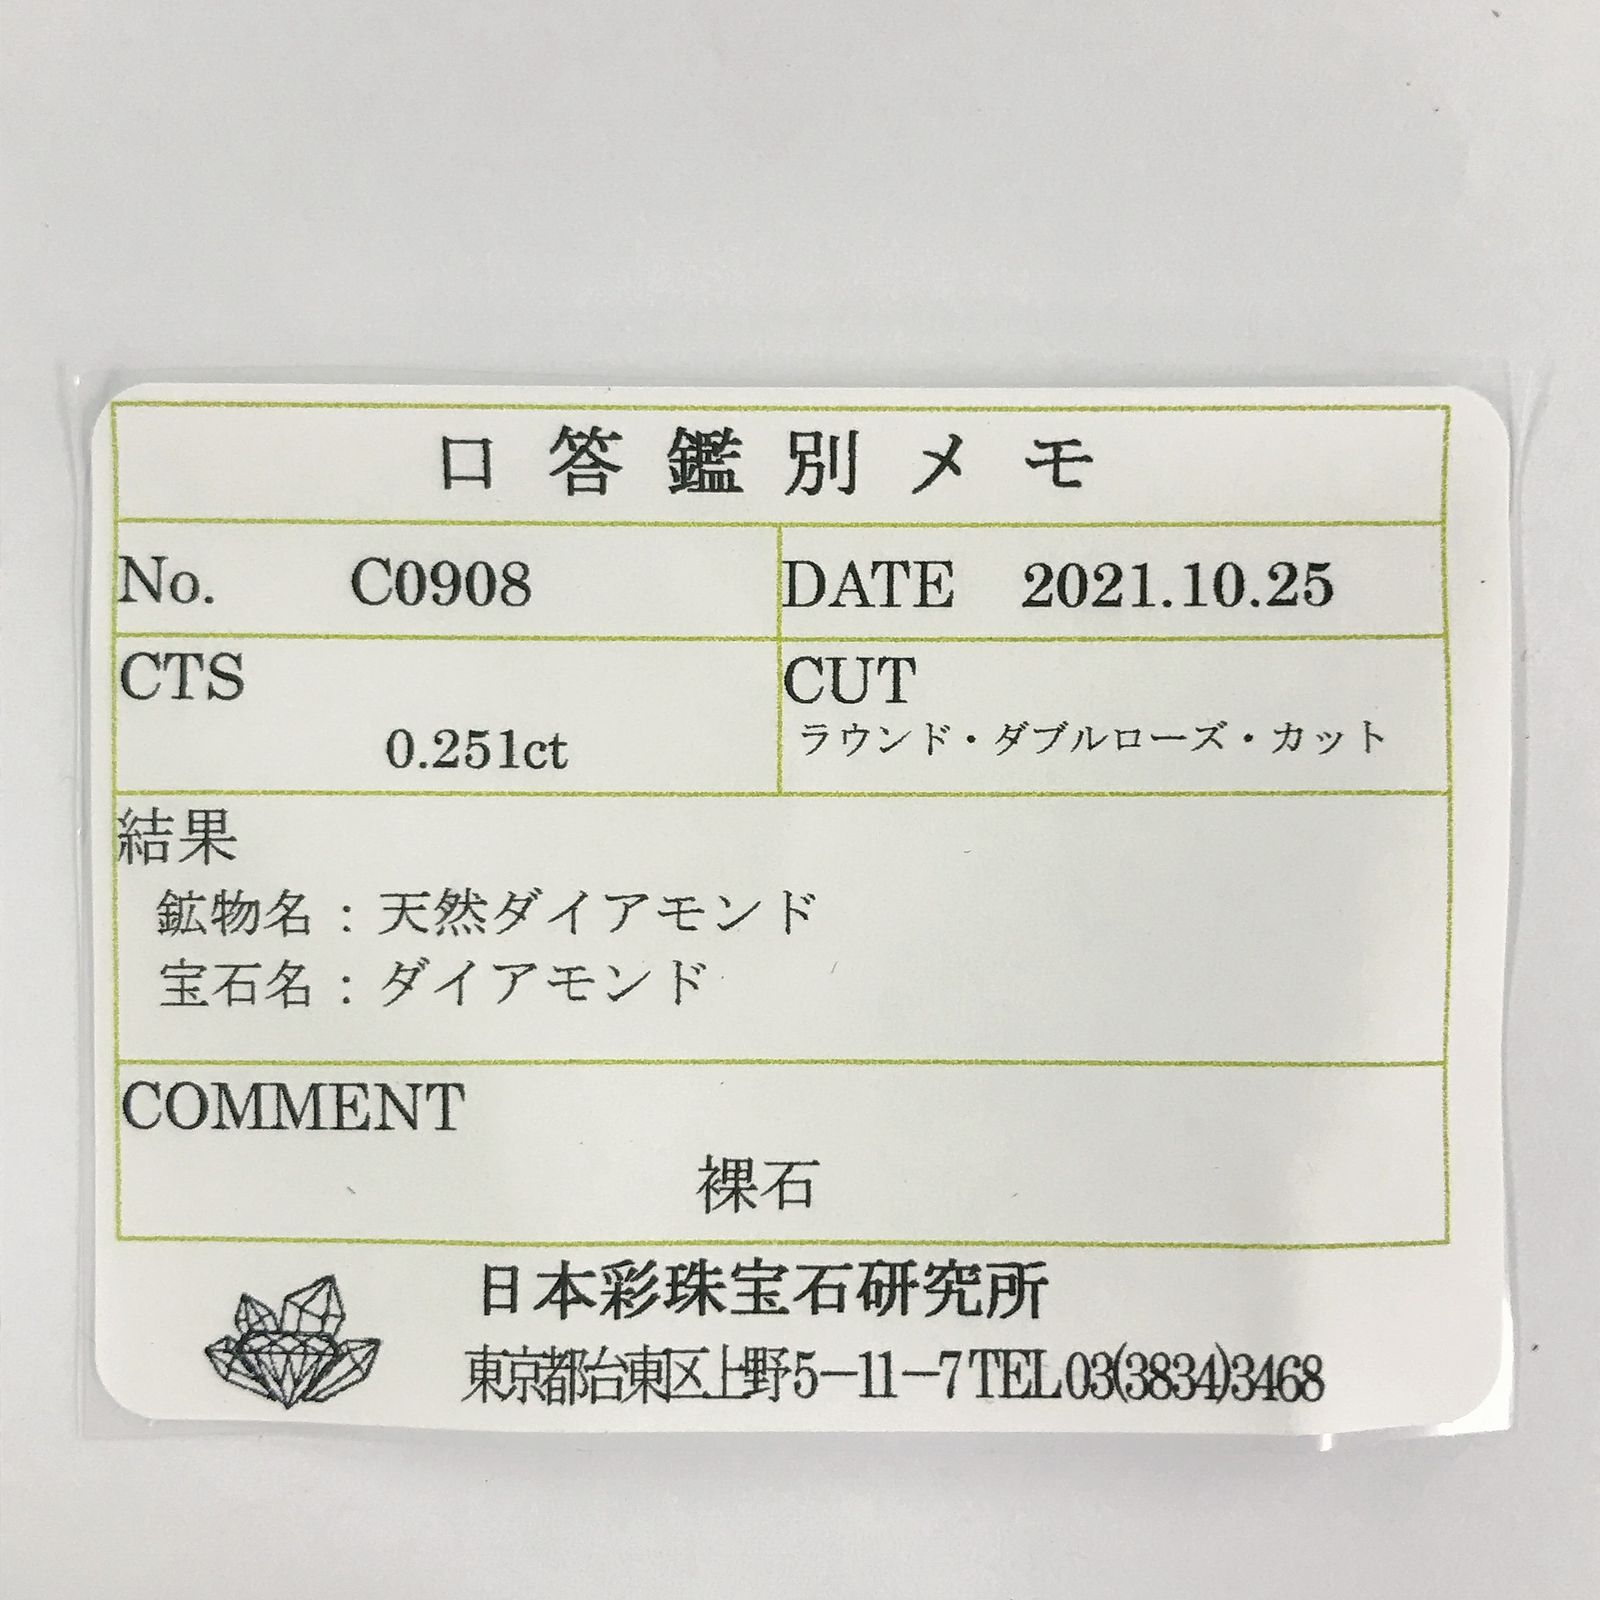 口答鑑別メモ
No. C0908 DATE 2021.10.25
CTS CUT
0.251ct ラウンド・ダブルローズ・カット
結果
鉱物名：天然ダイアモンド
宝石名：ダイアモンド
COMMENT
裸石
日本彩珠宝石研究所
東京都台東区上野5－11－7 TEL 03(3834)3468